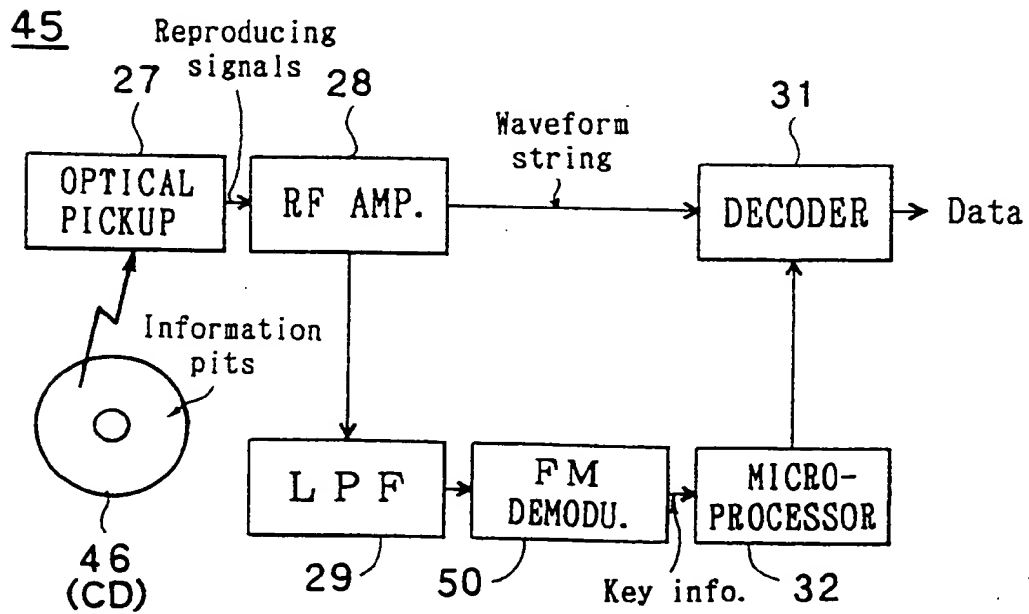 45
Reproducing
signals
27
28
31
Waveform
string
OPTICAL
PICKUP
RF AMP.
DECODER
Data
Information
pits
LPF
FM
DEMODU.
MICRO-
PROCESSOR
46
(CD)
29
50
Key info.
32